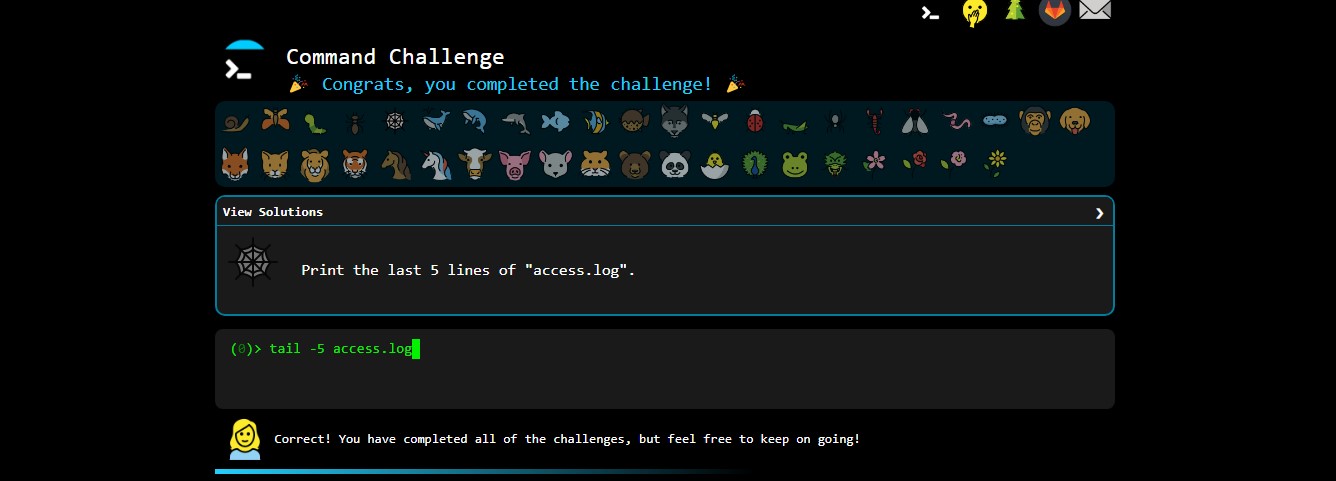 Command Challenge
Congrats, you completed the challenge!
View Solutions
Print the last 5 lines of "access.log".
(0)> tail -5 access.log
Correct! You have completed all of the challenges, but feel free to keep on going!